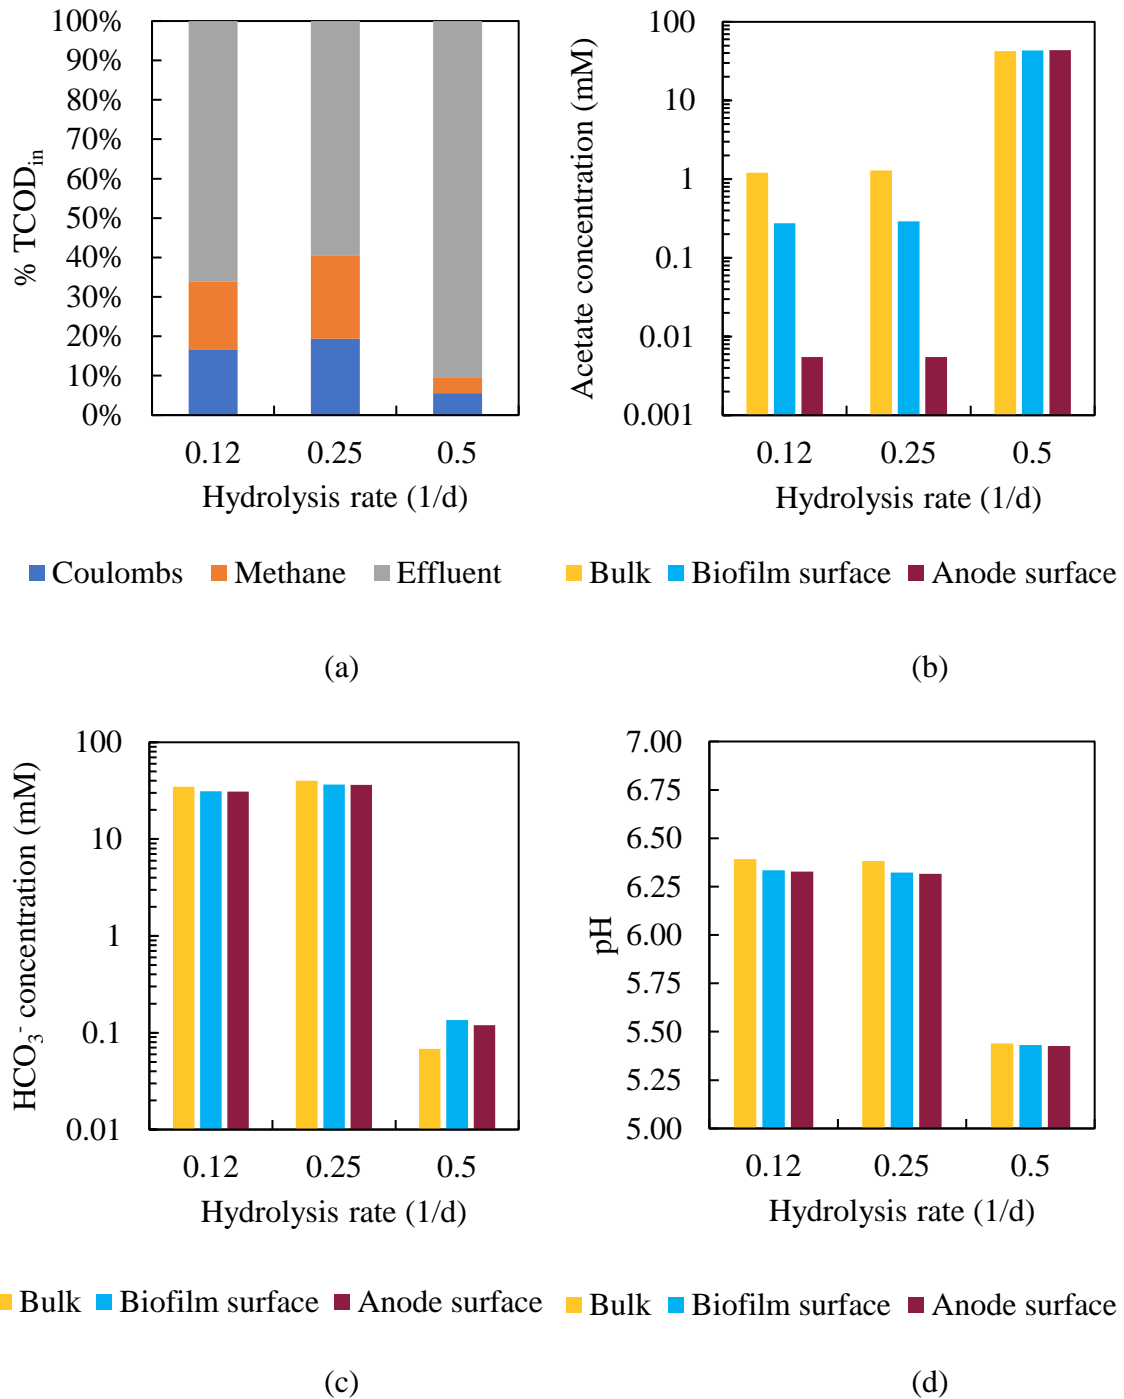 100%
90%
80%
70%
60%
50%
40%
30%
20%
10%
0%
% TCOD_in
0.12 0.25 0.5
Hydrolysis rate (1/d)
Coulombs Methane Effluent
(a)
100
10
1
0.1
0.01
0.001
Acetate concentration (mM)
0.12 0.25 0.5
Hydrolysis rate (1/d)
Bulk Biofilm surface Anode surface
(b)
100
10
1
0.1
0.01
HCO₃⁻ concentration (mM)
0.12 0.25 0.5
Hydrolysis rate (1/d)
Bulk Biofilm surface Anode surface
(c)
7.00
6.75
6.50
6.25
6.00
5.75
5.50
5.25
5.00
pH
0.12 0.25 0.5
Hydrolysis rate (1/d)
Bulk Biofilm surface Anode surface
(d)